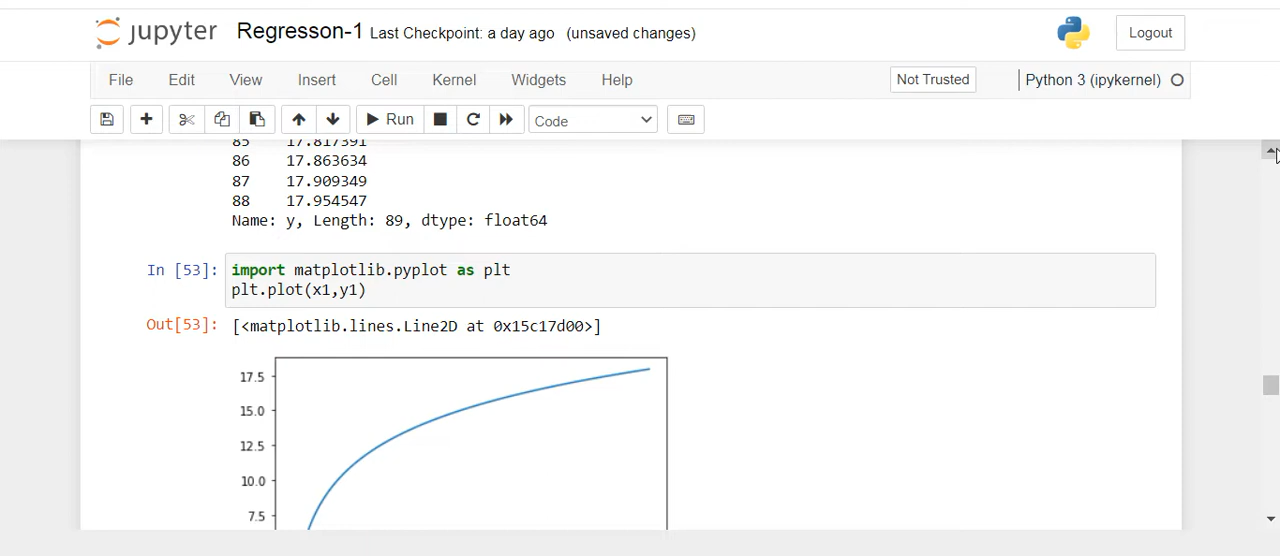 jupyter Regresson-1 Last Checkpoint: a day ago (unsaved changes) Logout
File Edit View Insert Cell Kernel Widgets Help Not Trusted Python 3 (ipykernel)
Run Code
85 17.817391
86 17.863634
87 17.909349
88 17.954547
Name: y, Length: 89, dtype: float64
In [53]: import matplotlib.pyplot as plt
plt.plot(x1,y1)
Out[53]: [<matplotlib.lines.Line2D at 0x15c17d00>]
17.5
15.0
12.5
10.0
7.5